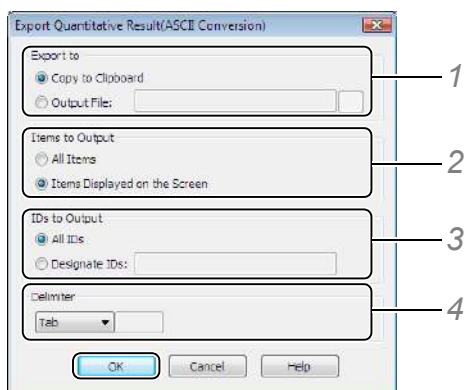 Export Quantitative Result(ASCII Conversion)
Export to
Copy to Clipboard
Output File:
1
Items to Output
All Items
Items Displayed on the Screen
2
IDs to Output
All IDs
Designate IDs:
3
Delimiter
Tab
4
OK Cancel Help